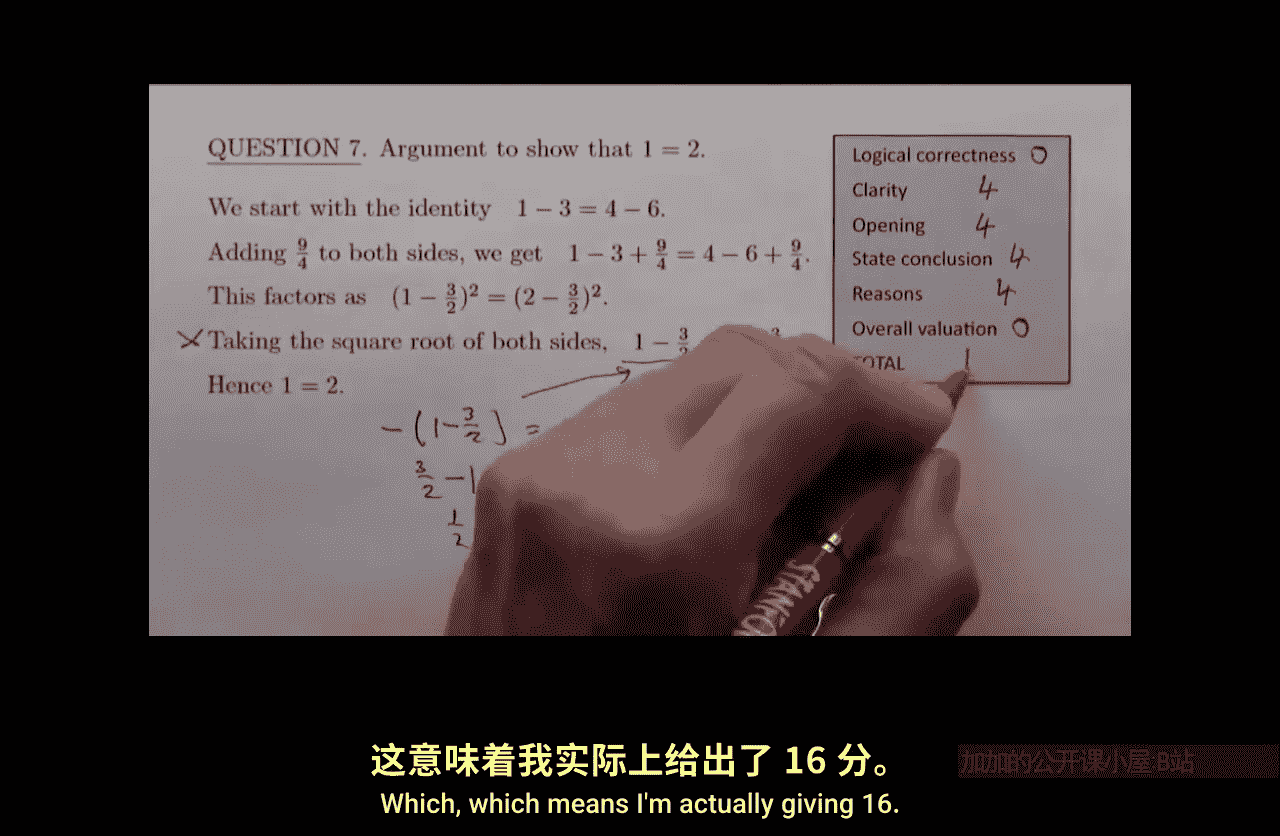 QUESTION 7. Argument to show that 1 = 2.
We start with the identity 1 − 3 = 4 − 6.
Adding 9/4 to both sides, we get 1 − 3 + 9/4 = 4 − 6 + 9/4.
This factors as (1 − 3/2)² = (2 − 3/2)².
Taking the square root of both sides, 1 − 3/2
Hence 1 = 2.
−(1−3/2) =
3/2 −1
1/2
Logical correctness 0
Clarity 4
Opening 4
State conclusion 4
Reasons 4
Overall valuation 0
1
这意味着我实际上给出了 16 分。
Which, which means I'm actually giving 16.
加加的公开课小屋 B站